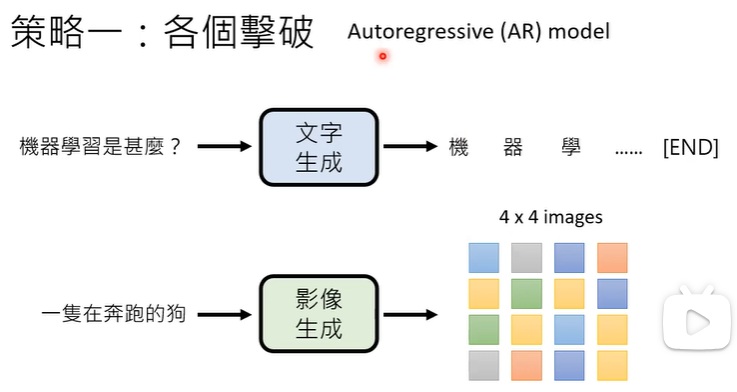 策略一：各個擊破 Autoregressive (AR) model
機器學習是甚麼？
文字
生成
機 器 學 …… [END]
4 x 4 images
一隻在奔跑的狗
影像
生成